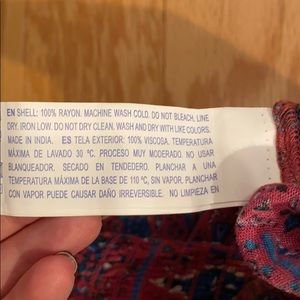 EN SHELL: 100% RAYON. MACHINE WASH COLD. DO NOT BLEACH, LINE
DRY. IRON LOW. DO NOT DRY CLEAN. WASH AND DRY WITH LIKE COLORS.
MADE IN INDIA. ES TELA EXTERIOR: 100% VISCOSA. TEMPERATURA
MÁXIMA DE LAVADO 30 °C. PROCESO MUY MODERADO. NO USAR
BLANQUEADOR. SECADO EN TENDEDERO. PLANCHAR A UNA
TEMPERATURA MÁXIMA DE LA BASE DE 110 °C, SIN VAPOR. PLANCHAR
CON VAPOR PUEDE CAUSAR DAÑO IRREVERSIBLE. NO LIMPIEZA EN